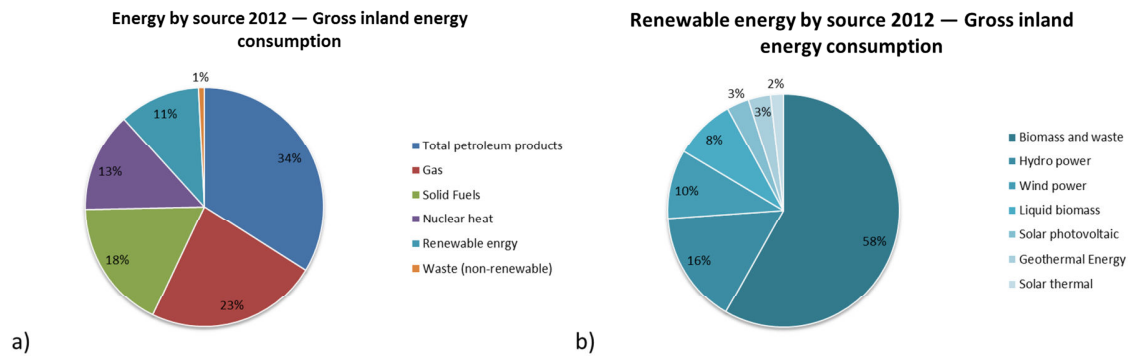 Energy by source 2012 — Gross inland energy
consumption
1%
11%
34%
13%
18%
23%
Total petroleum products
Gas
Solid Fuels
Nuclear heat
Renewable enrgy
Waste (non-renewable)
a)
Renewable energy by source 2012 — Gross inland
energy consumption
2%
3%
3%
8%
10%
16%
58%
Biomass and waste
Hydro power
Wind power
Liquid biomass
Solar photovoltaic
Geothermal Energy
Solar thermal
b)